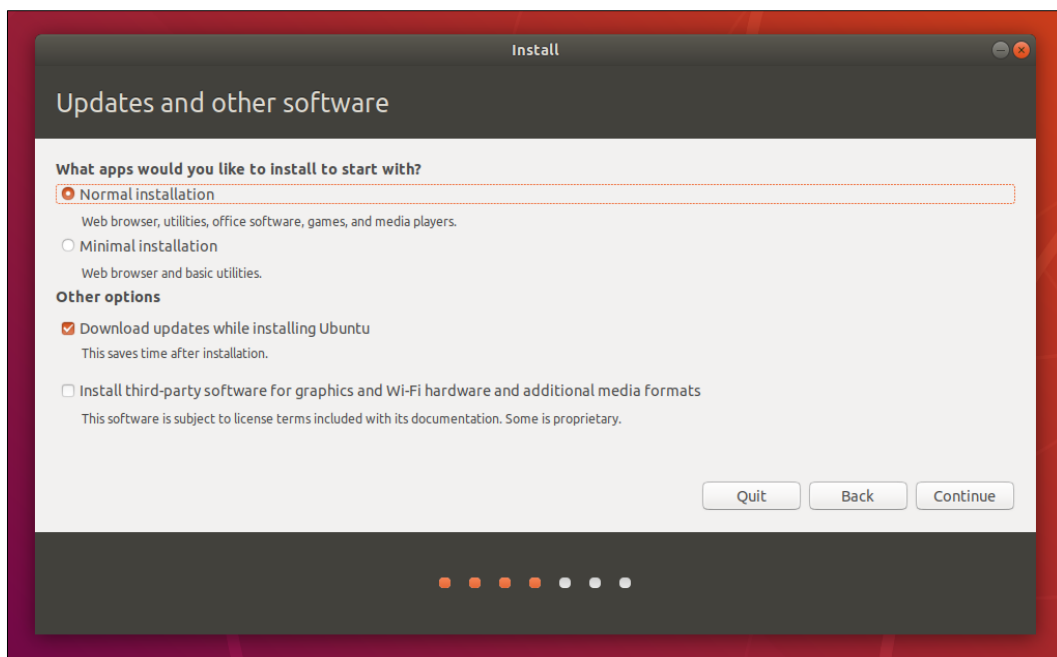 Install
Updates and other software
What apps would you like to install to start with?
Normal installation
Web browser, utilities, office software, games, and media players.
Minimal installation
Web browser and basic utilities.
Other options
Download updates while installing Ubuntu
This saves time after installation.
Install third-party software for graphics and Wi-Fi hardware and additional media formats
This software is subject to license terms included with its documentation. Some is proprietary.
Quit Back Continue